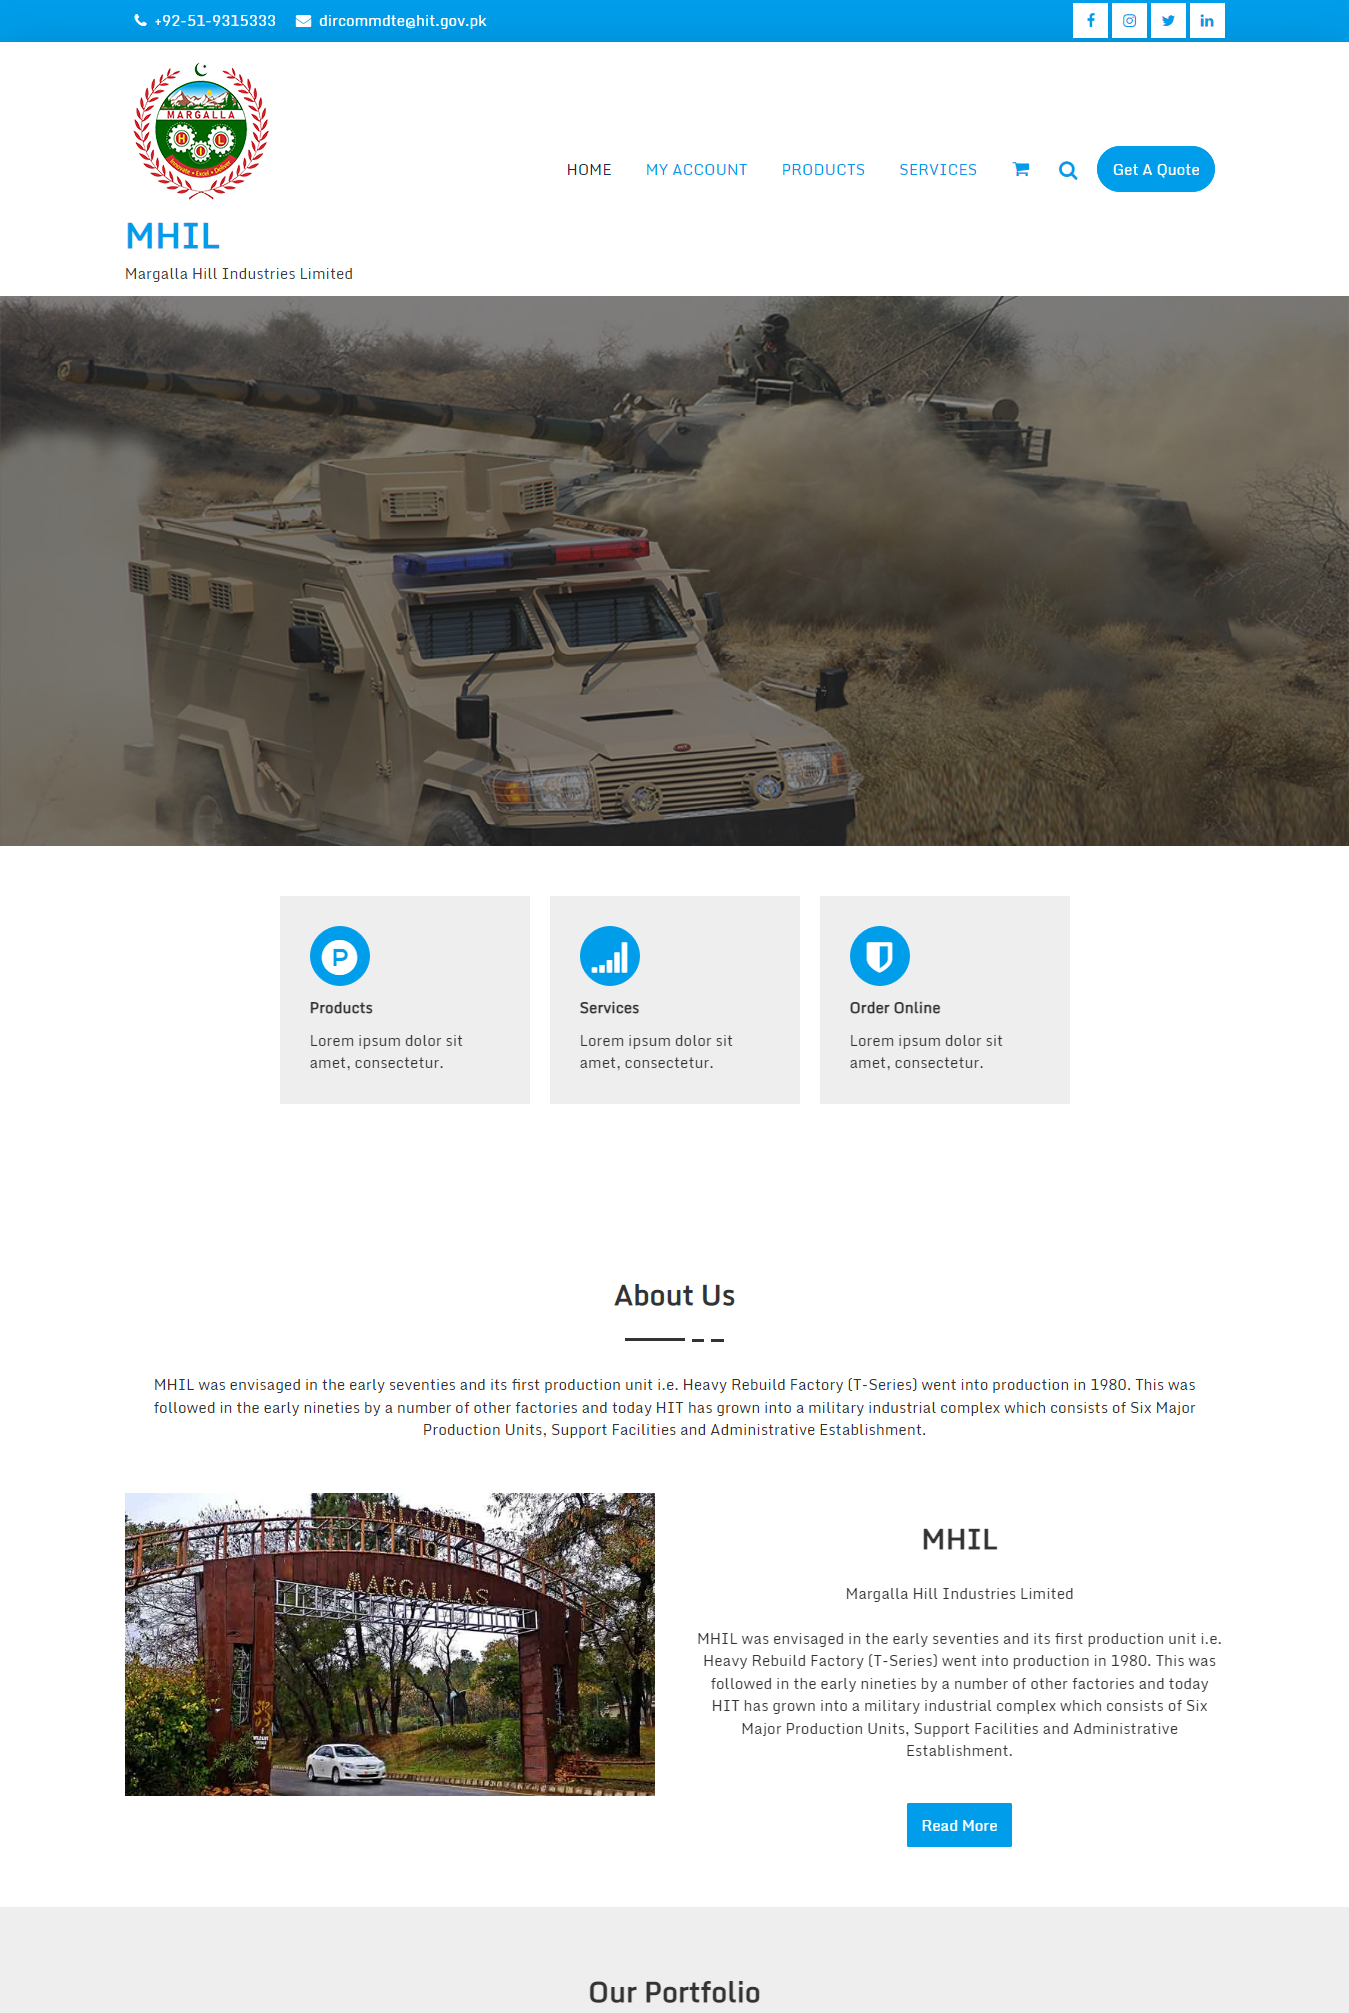 +92-51-9315333 dircommdte@hit.gov.pk
MARGALLA
H I L
Innovate • Excel • Deliver
HOME MY ACCOUNT PRODUCTS SERVICES Get A Quote
MHIL
Margalla Hill Industries Limited
P
Products
Lorem ipsum dolor sit
amet, consectetur.
Services
Lorem ipsum dolor sit
amet, consectetur.
Order Online
Lorem ipsum dolor sit
amet, consectetur.
About Us
MHIL was envisaged in the early seventies and its first production unit i.e. Heavy Rebuild Factory (T-Series) went into production in 1980. This was
followed in the early nineties by a number of other factories and today HIT has grown into a military industrial complex which consists of Six Major
Production Units, Support Facilities and Administrative Establishment.
WELCOME
TO
MARGALLAS
MHIL
Margalla Hill Industries Limited
MHIL was envisaged in the early seventies and its first production unit i.e.
Heavy Rebuild Factory (T-Series) went into production in 1980. This was
followed in the early nineties by a number of other factories and today
HIT has grown into a military industrial complex which consists of Six
Major Production Units, Support Facilities and Administrative
Establishment.
Read More
Our Portfolio